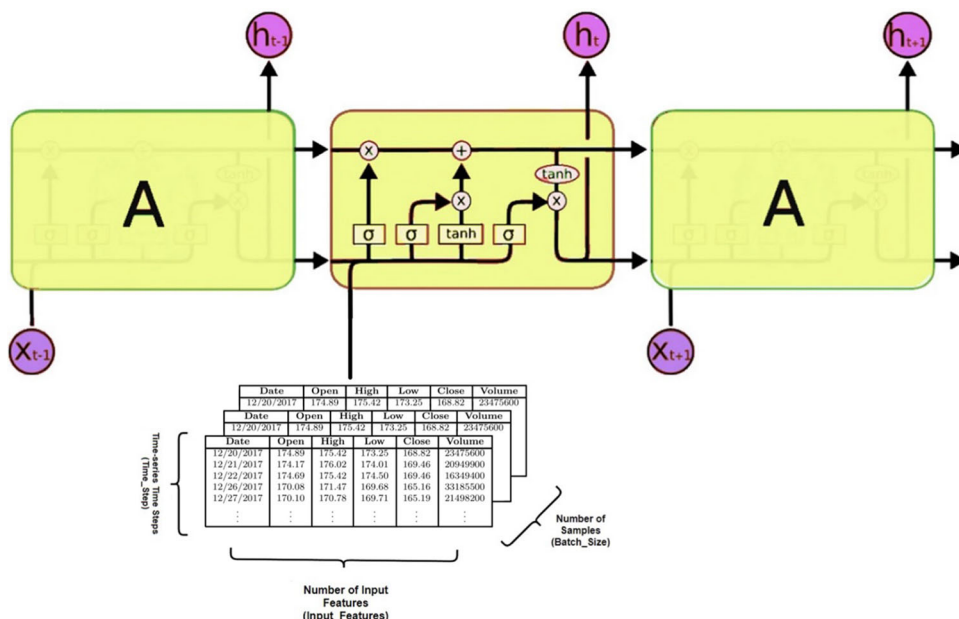 h t-1
h t
h t+1
x
+
tanh
A
x
x
A
σ
σ
tanh
σ
x t-1
x t+1
Date Open High Low Close Volume
12/20/2017 174.89 175.42 173.25 168.82 23475600
Date Open High Low Close Volume
12/20/2017 174.89 175.42 173.25 168.82 23475600
Date Open High Low Close Volume
12/20/2017 174.89 175.42 173.25 168.82 23475600
12/21/2017 174.17 176.02 174.01 169.46 20949900
12/22/2017 174.69 175.42 174.50 169.46 16349400
12/26/2017 170.08 171.47 169.68 165.16 33185500
12/27/2017 170.10 170.78 169.71 165.19 21498200
⋮ ⋮ ⋮ ⋮ ⋮ ⋮
Time-series Time Steps
(Time_Step)
Number of
Samples
(Batch_Size)
Number of Input
Features
(Input_Features)